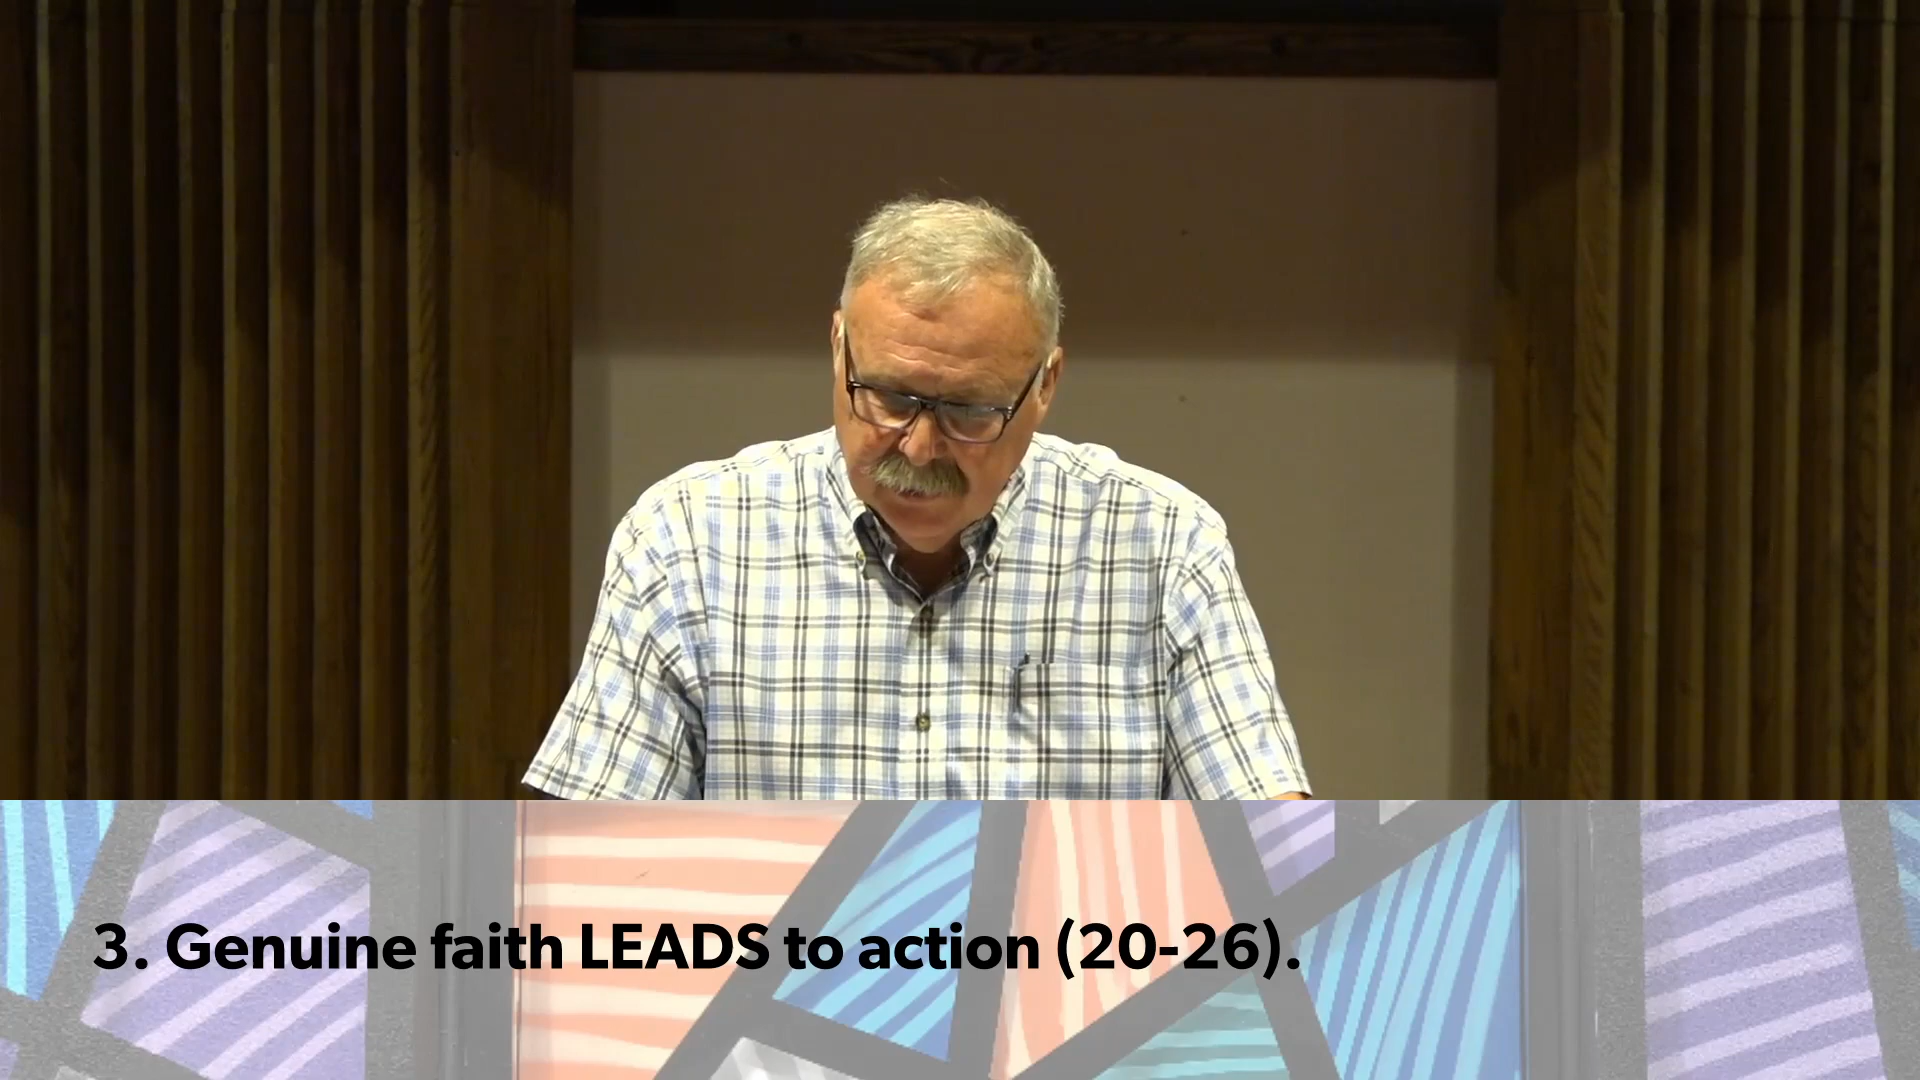 3. Genuine faith LEADS to action (20-26).